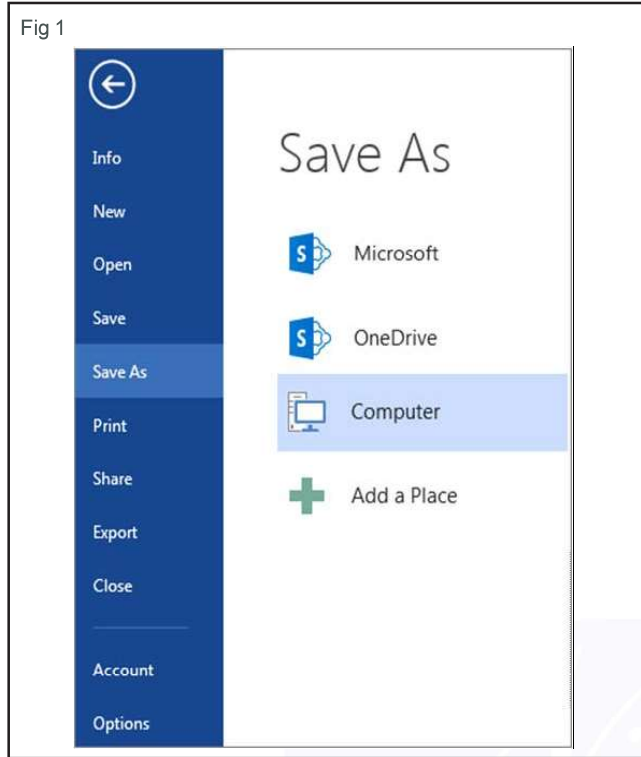 Fig 1
Info
New
Open
Save
Save As
Print
Share
Export
Close
Account
Options
Save As
Microsoft
OneDrive
Computer
Add a Place